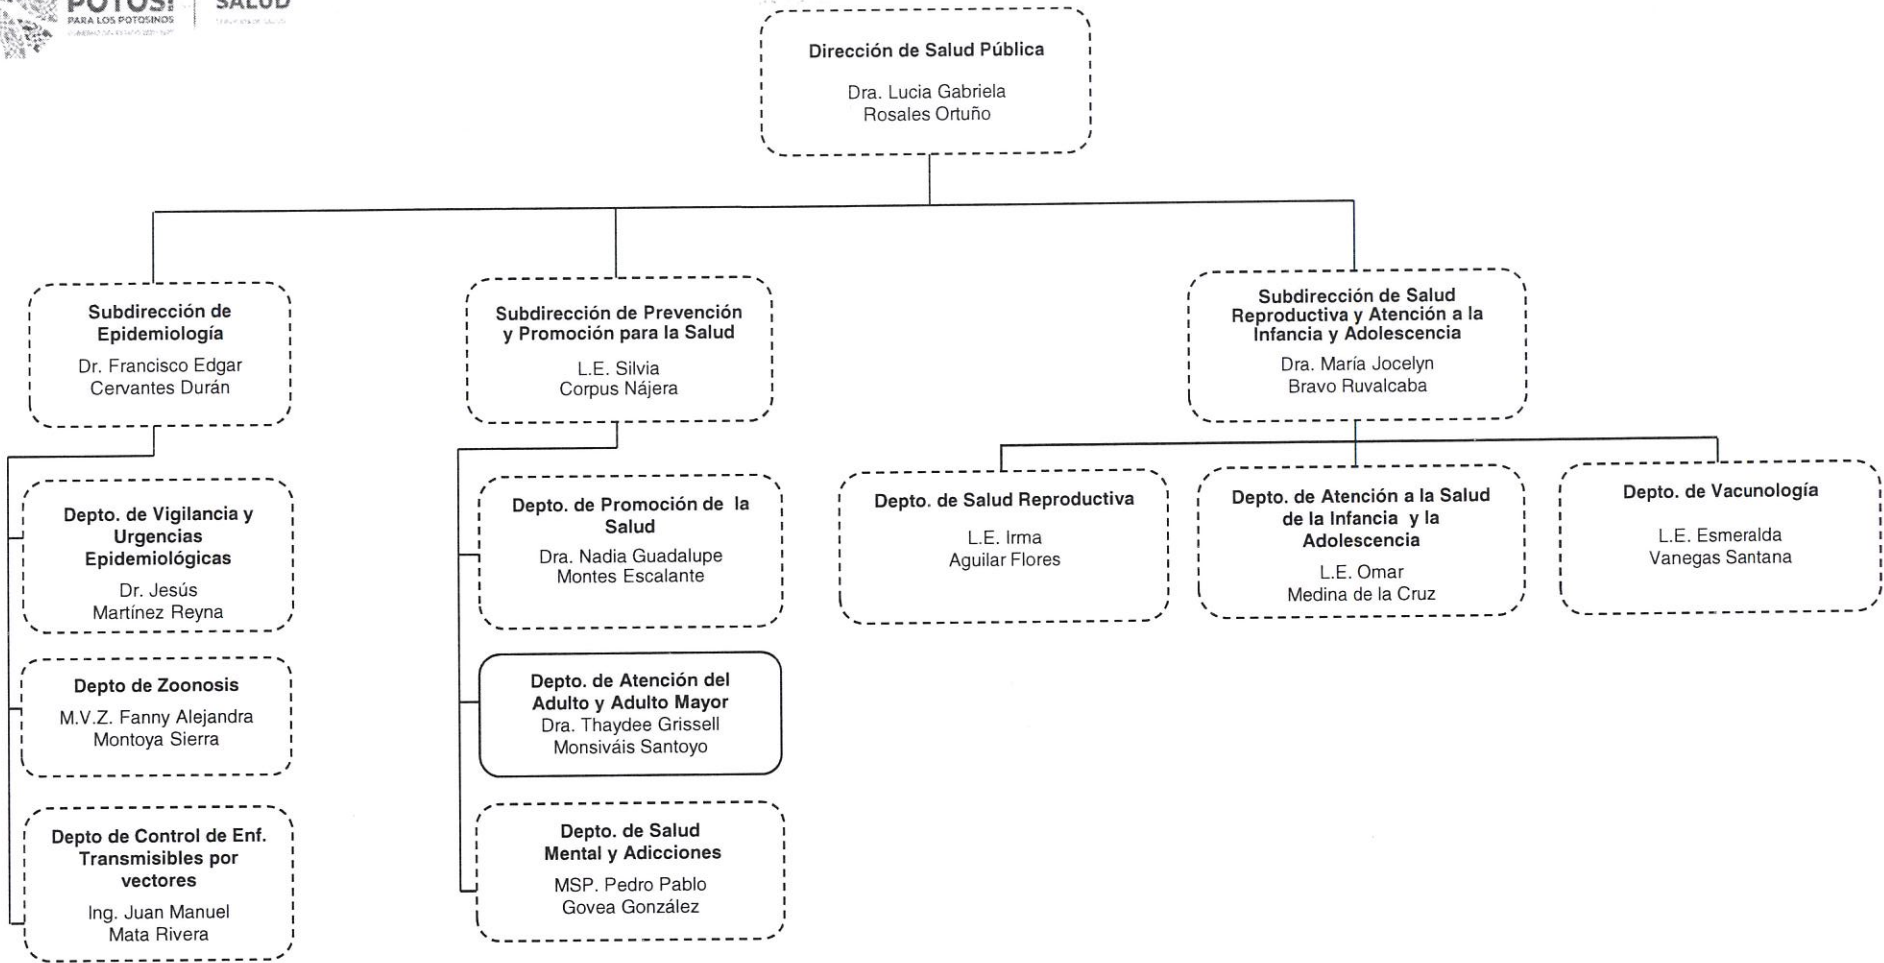 POTOSÍ
PARA LOS POTOSINOS
SALUD
Dirección de Salud Pública
Dra. Lucia Gabriela
Rosales Ortuño
Subdirección de
Epidemiología
Dr. Francisco Edgar
Cervantes Durán
Subdirección de Prevención
y Promoción para la Salud
L.E. Silvia
Corpus Nájera
Subdirección de Salud
Reproductiva y Atención a la
Infancia y Adolescencia
Dra. María Jocelyn
Bravo Ruvalcaba
Depto. de Vigilancia y
Urgencias
Epidemiológicas
Dr. Jesús
Martínez Reyna
Depto de Zoonosis
M.V.Z. Fanny Alejandra
Montoya Sierra
Depto de Control de Enf.
Transmisibles por
vectores
Ing. Juan Manuel
Mata Rivera
Depto. de Promoción de la
Salud
Dra. Nadia Guadalupe
Montes Escalante
Depto. de Atención del
Adulto y Adulto Mayor
Dra. Thaydee Grissell
Monsiváis Santoyo
Depto. de Salud
Mental y Adicciones
MSP. Pedro Pablo
Govea González
Depto. de Salud Reproductiva
L.E. Irma
Aguilar Flores
Depto. de Atención a la Salud
de la Infancia y la
Adolescencia
L.E. Omar
Medina de la Cruz
Depto. de Vacunología
L.E. Esmeralda
Vanegas Santana